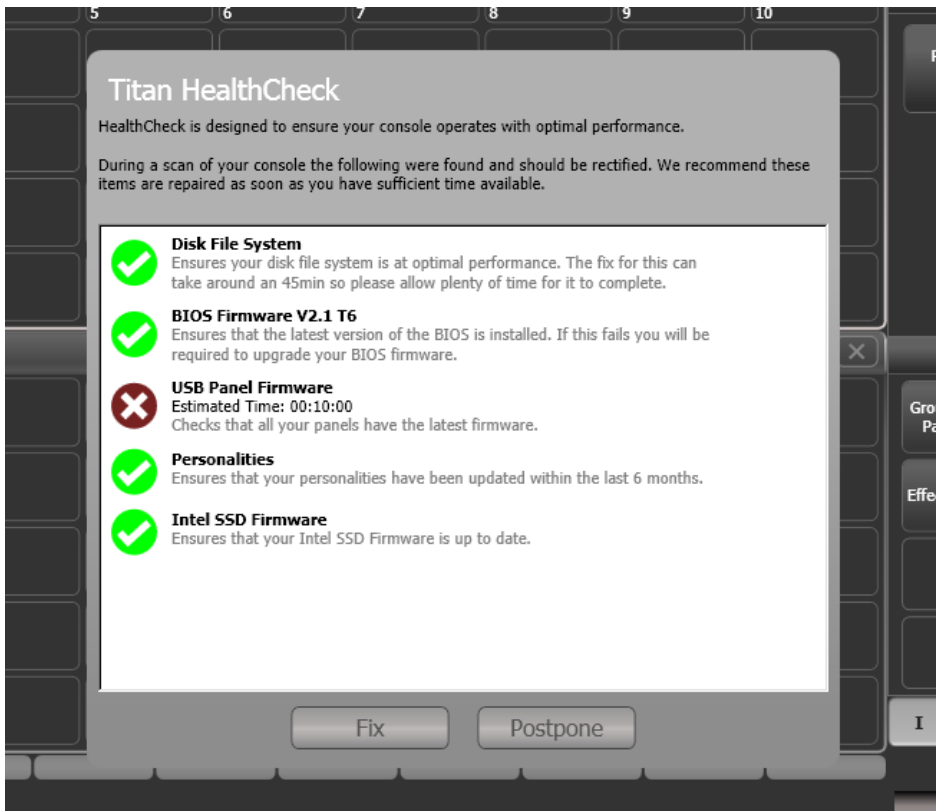 5 6 7 8 9 10
Titan HealthCheck
HealthCheck is designed to ensure your console operates with optimal performance.
During a scan of your console the following were found and should be rectified. We recommend these
items are repaired as soon as you have sufficient time available.
Disk File System
Ensures your disk file system is at optimal performance. The fix for this can
take around an 45min so please allow plenty of time for it to complete.
BIOS Firmware V2.1 T6
Ensures that the latest version of the BIOS is installed. If this fails you will be
required to upgrade your BIOS firmware.
USB Panel Firmware
Estimated Time: 00:10:00
Checks that all your panels have the latest firmware.
Personalities
Ensures that your personalities have been updated within the last 6 months.
Intel SSD Firmware
Ensures that your Intel SSD Firmware is up to date.
Fix
Postpone
I